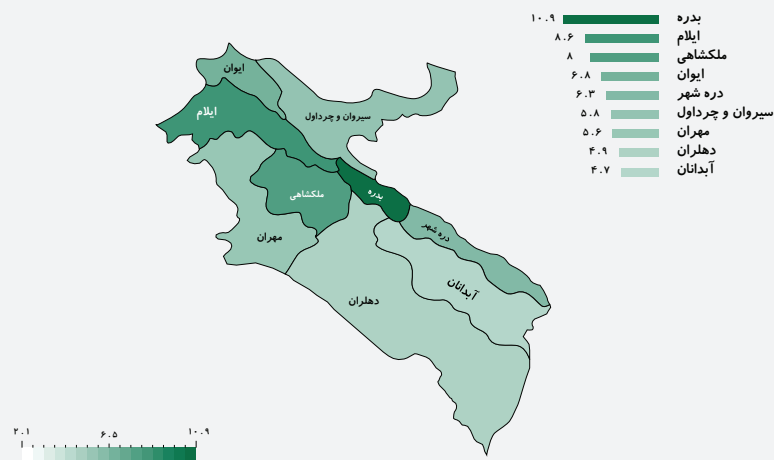 بدره ۱۰.۹
ایلام ۸.۶
ملکشاهی ۸
ایوان ۶.۸
دره شهر ۶.۳
سیروان و چرداول ۵.۸
مهران ۵.۶
دهلران ۴.۹
آبدانان ۴.۷
ایوان
ایلام
سیروان و چرداول
ملکشاهی
بدره
دره شهر
مهران
آبدانان
دهلران
۲.۱ ۶.۵ ۱۰.۹